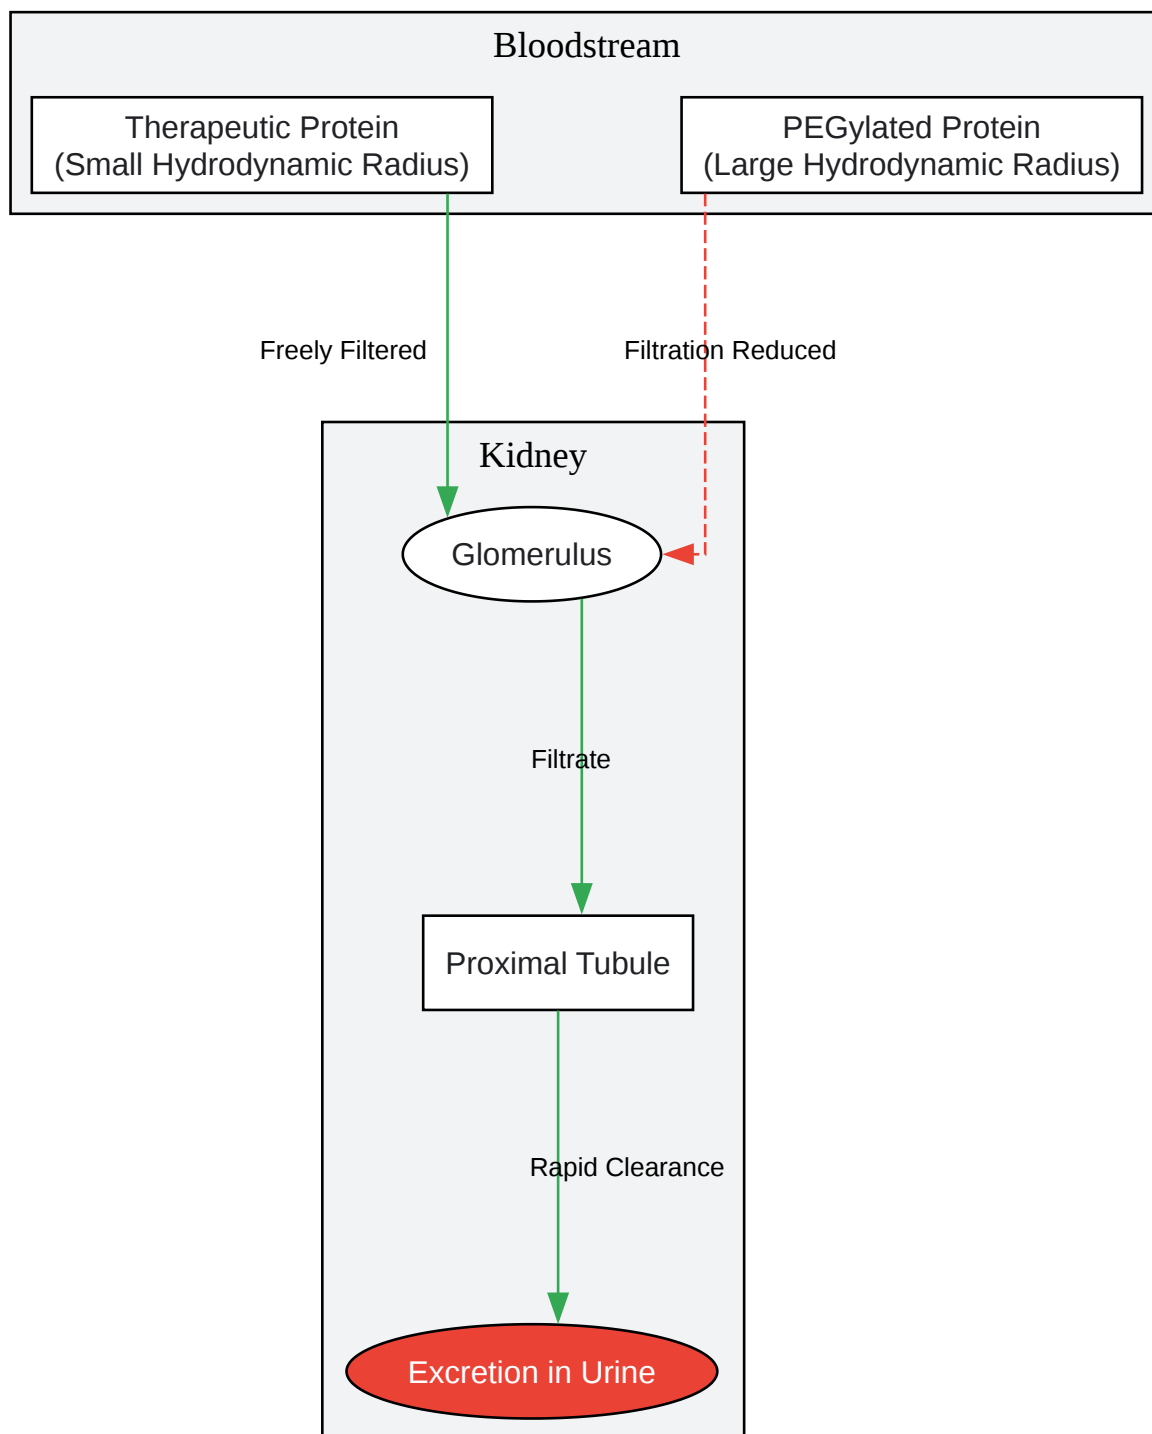 Bloodstream
Therapeutic Protein
(Small Hydrodynamic Radius)
PEGylated Protein
(Large Hydrodynamic Radius)
Freely Filtered
Filtration Reduced
Kidney
Glomerulus
Filtrate
Proximal Tubule
Rapid Clearance
Excretion in Urine